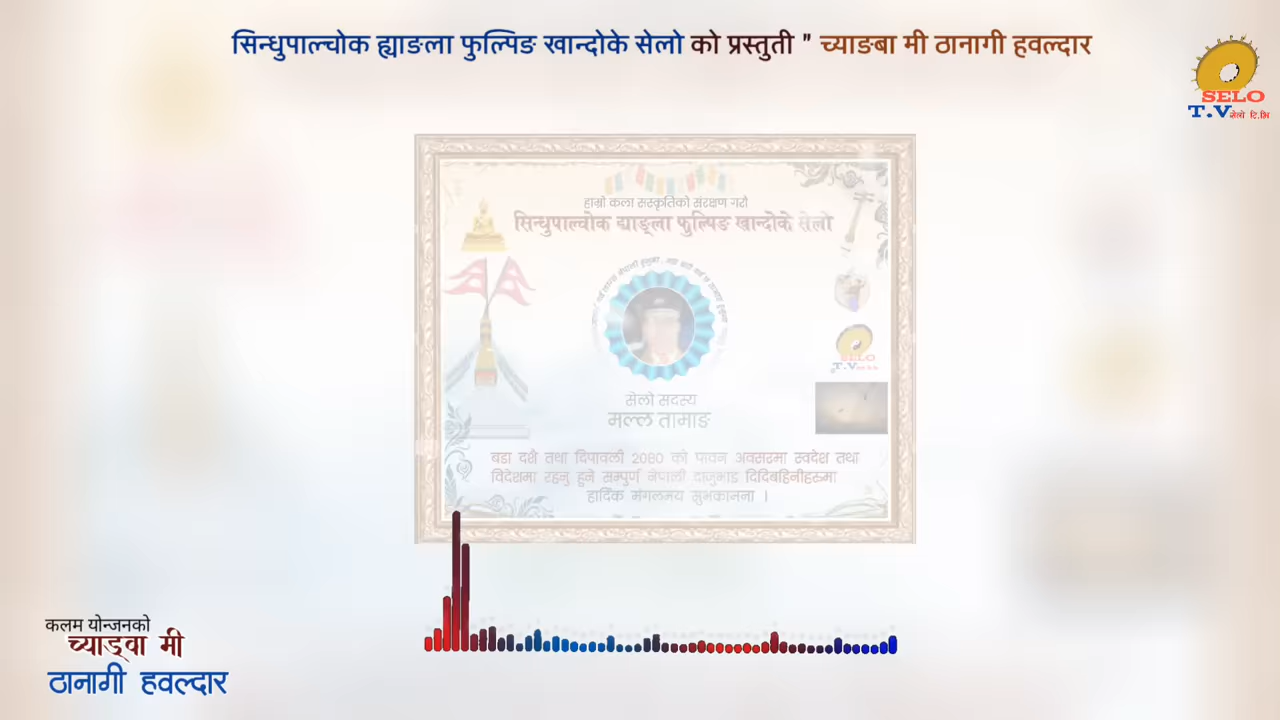 सिन्धुपाल्चोक ह्याङला फुल्पिङ खान्दोके सेलो को प्रस्तुती " च्याङबा मी ठानागी हवल्दार
SELO
T.V सेलो टि.भि
हाम्रो कला संस्कृतिको संरक्षण गरौ
सिन्धुपाल्चोक ह्याङ्ला फुल्पिङ खान्दोके सेलो
SELO
T.V
सेलो सदस्य
मल्ल तामाङ
बडा दशै तथा दिपावली 2080 को पावन अवसरमा स्वदेश तथा
विदेशमा रहनु हुने सम्पुर्ण नेपाली दाजुभाइ दिदिबहिनीहरुमा
हार्दिक मंगलमय सुभकामना ।
कलम योन्जनको
च्याङ्वा मी
ठानागी हवल्दार